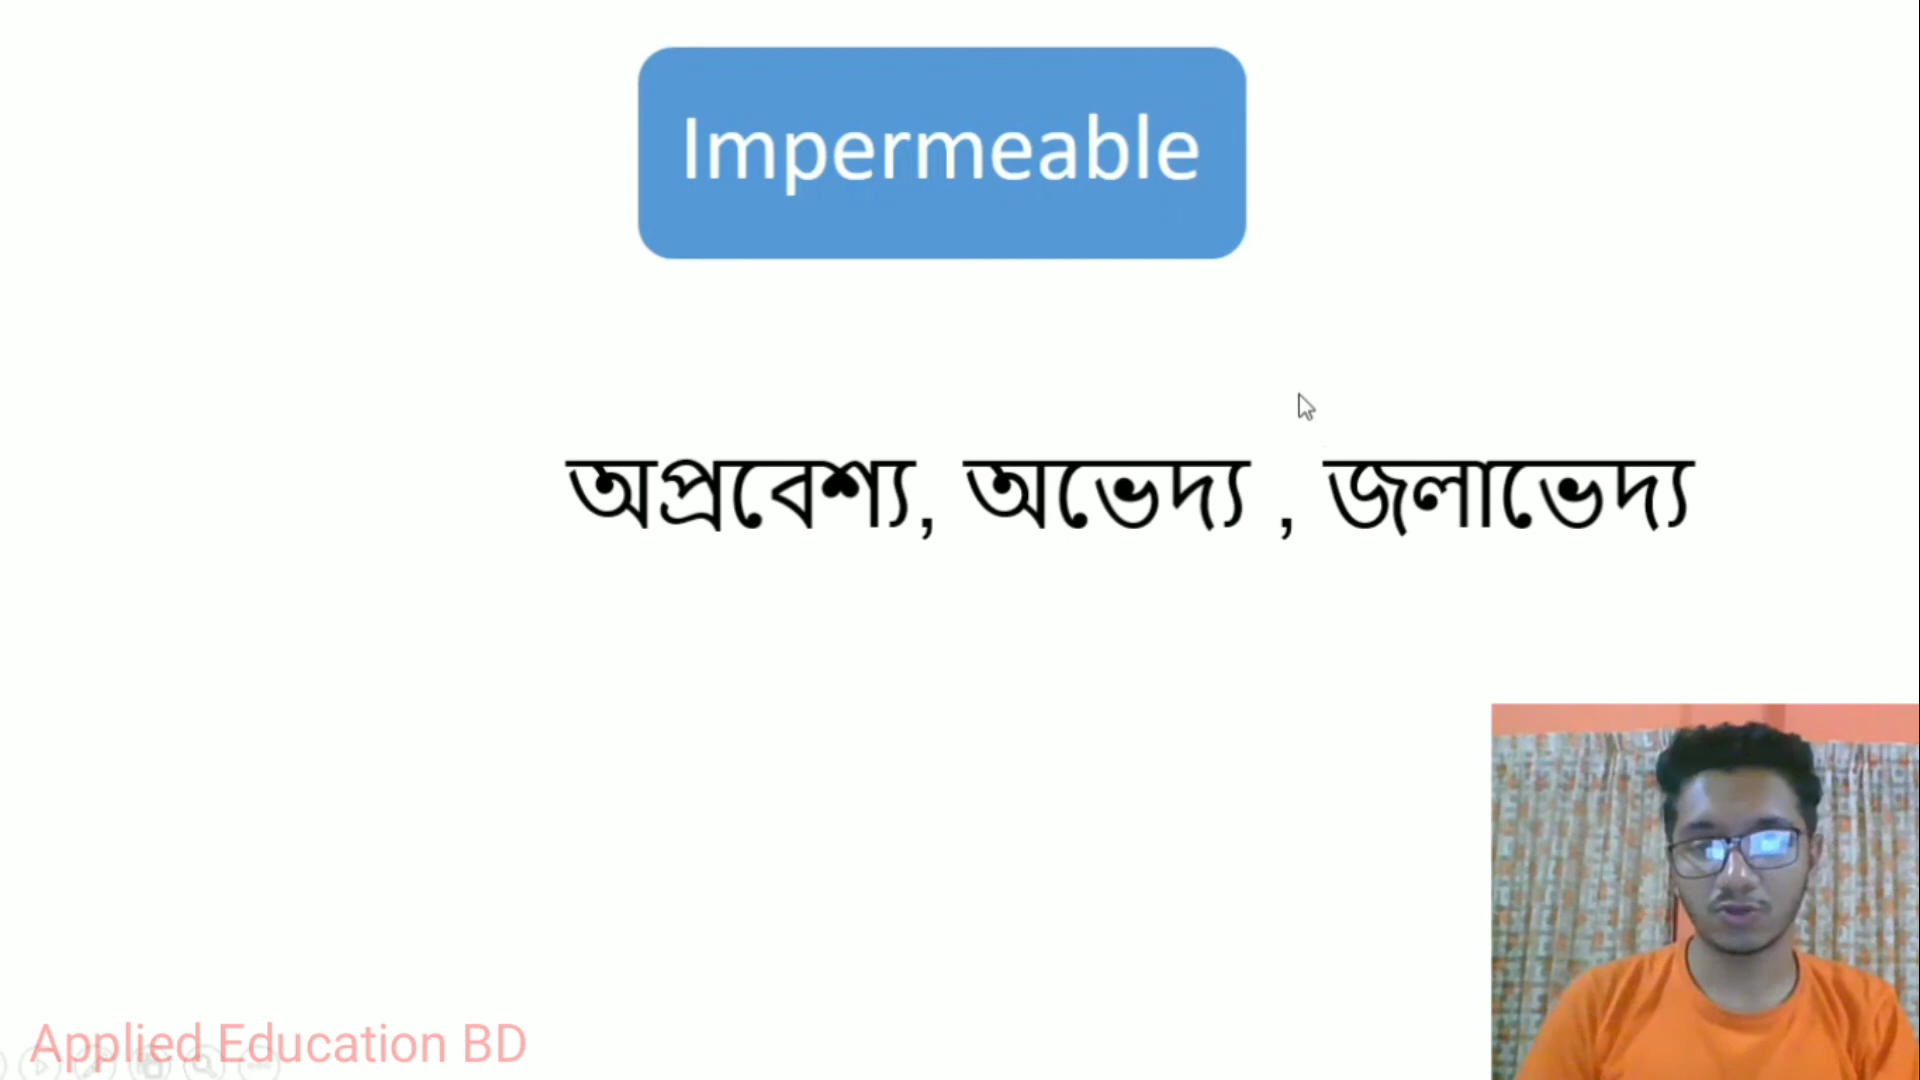 Impermeable
অপ্রবেশ্য, অভেদ্য , জলাভেদ্য
Applied Education BD